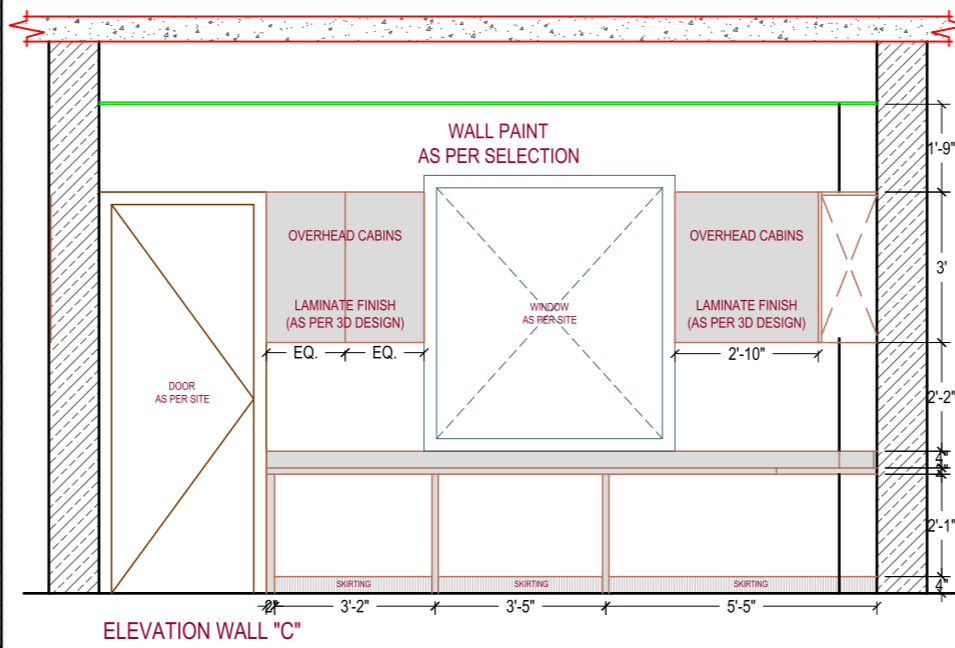 WALL PAINT
AS PER SELECTION
1'-9"
OVERHEAD CABINS
OVERHEAD CABINS
3'
LAMINATE FINISH
(AS PER 3D DESIGN)
WINDOW
AS PER SITE
LAMINATE FINISH
(AS PER 3D DESIGN)
EQ. EQ.
2'-10"
DOOR
AS PER SITE
2'-2"
2'-1"
SKIRTING SKIRTING SKIRTING
4"
2" 3'-2" 3'-5" 5'-5"
ELEVATION WALL "C"